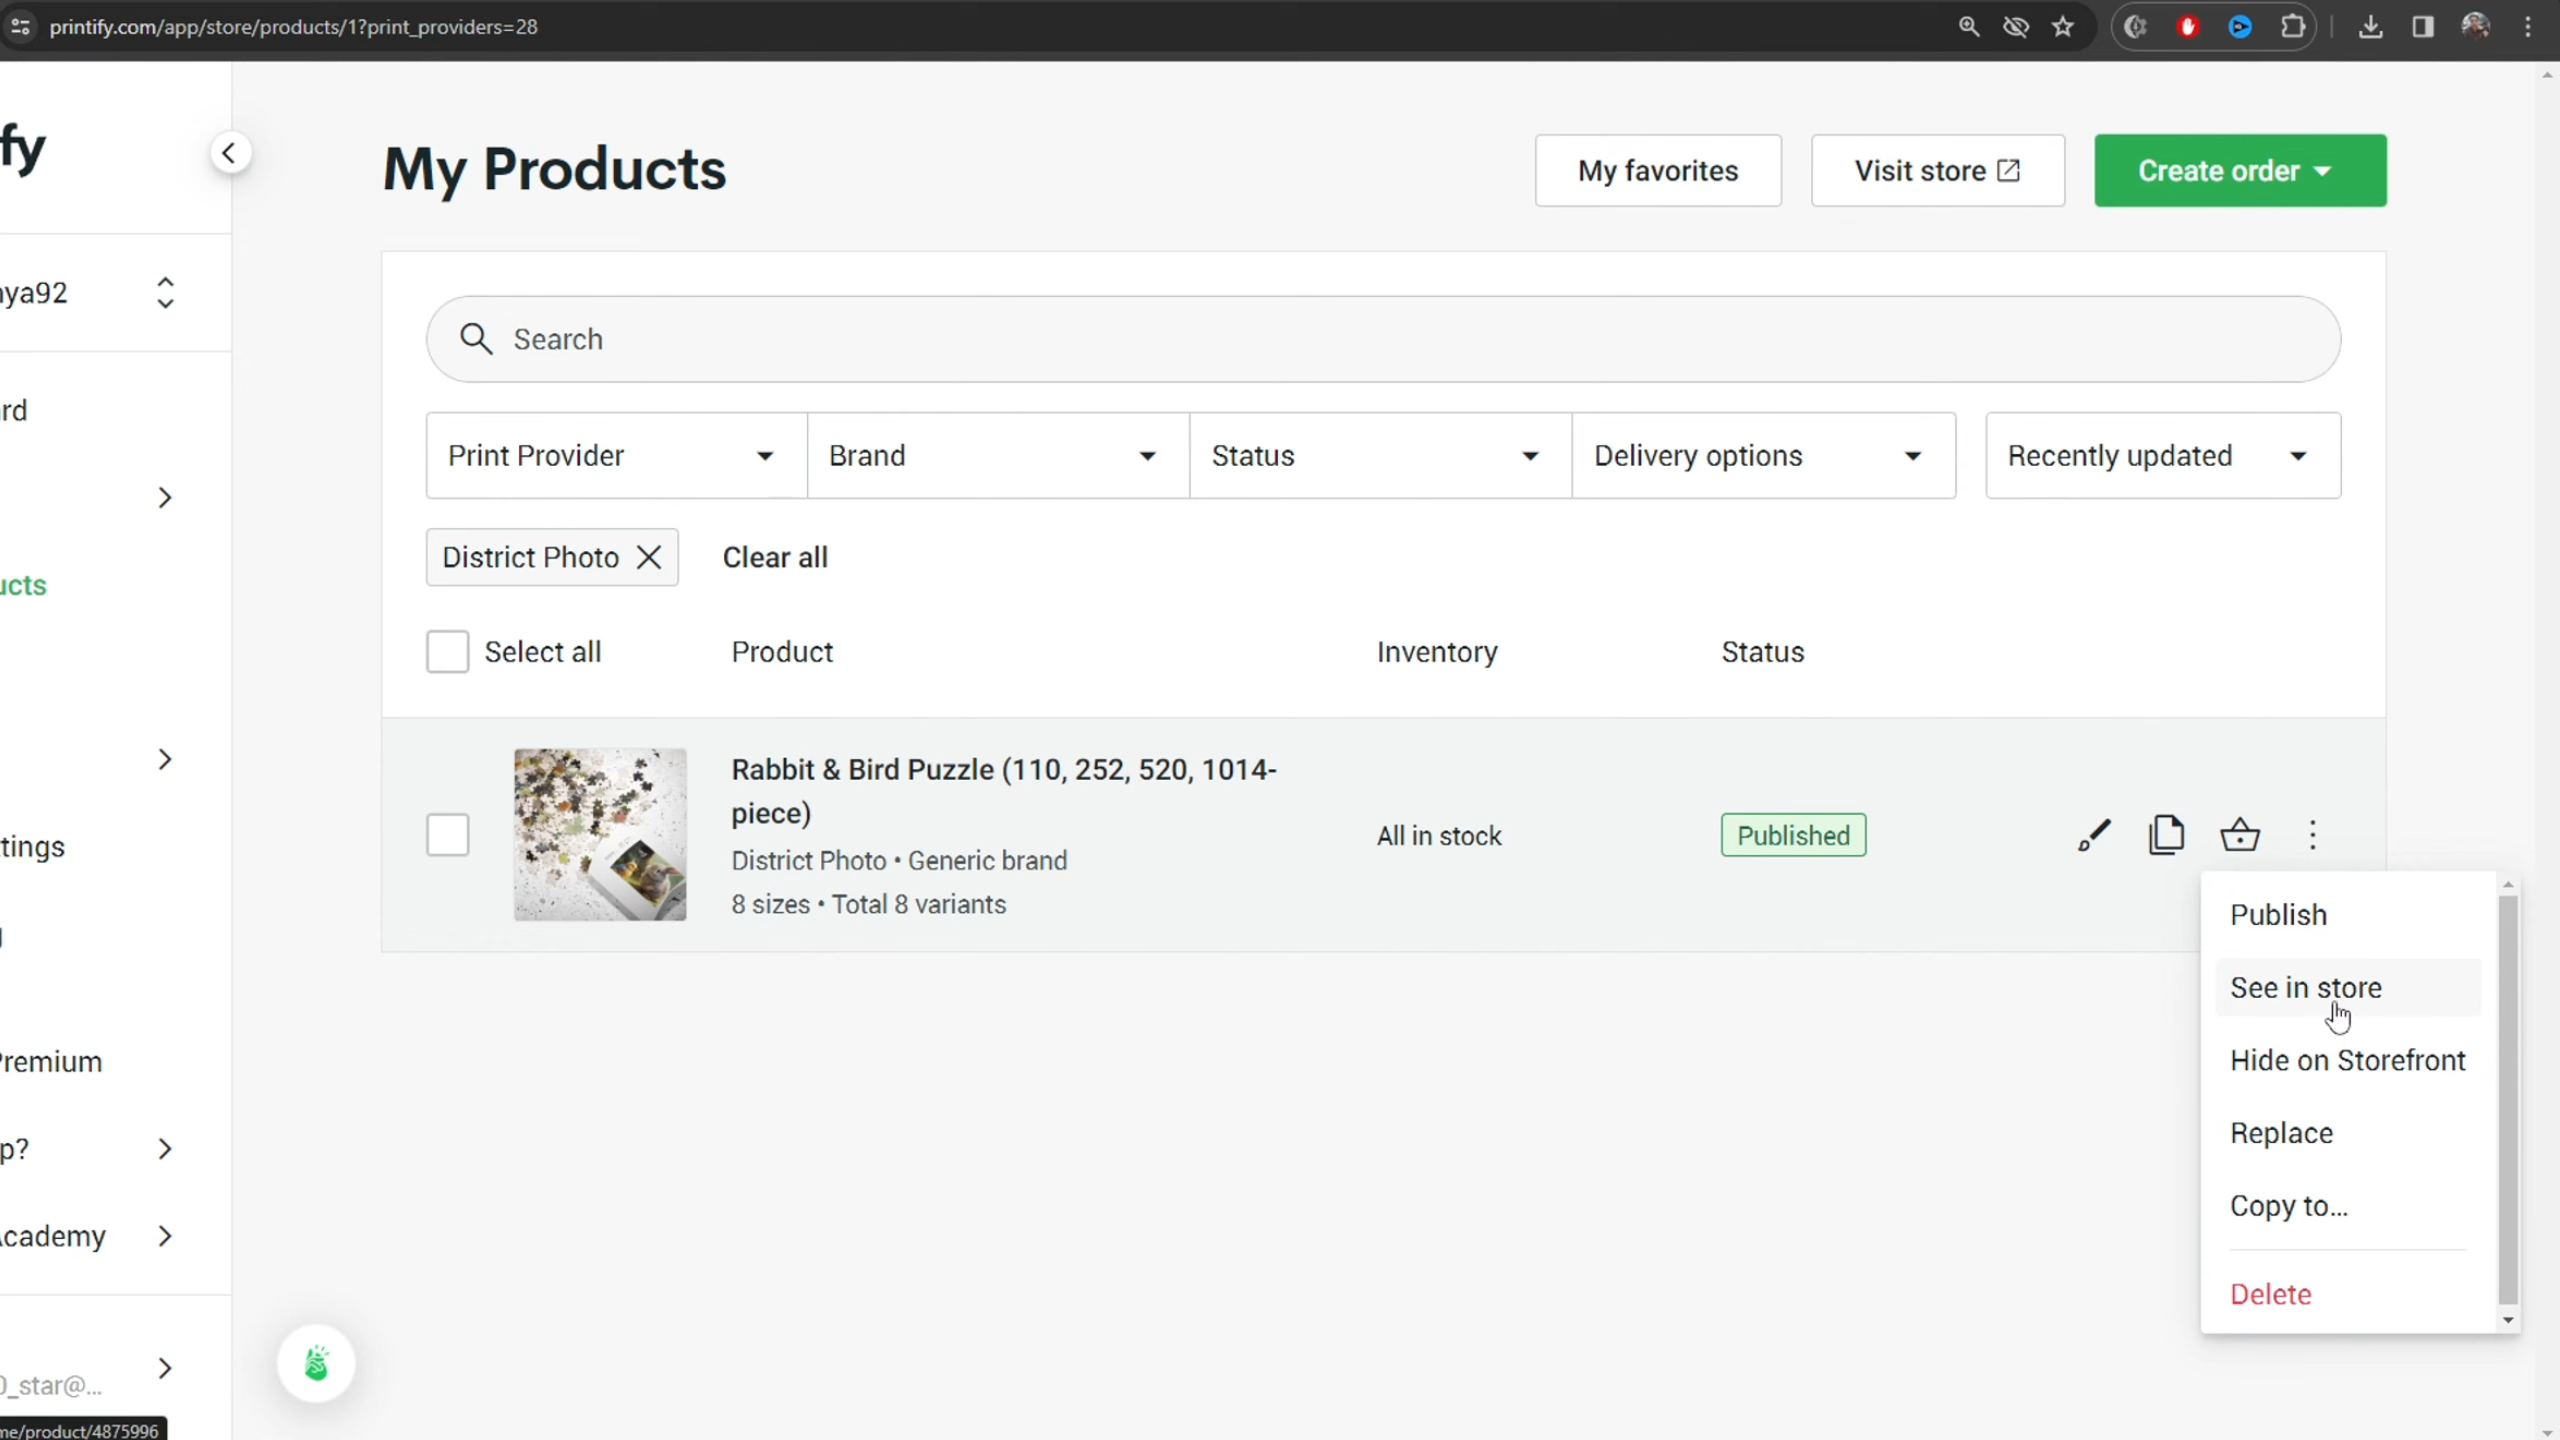 printify.com/app/store/products/1?print_providers=28
fy
My Products
My favorites
Visit store
Create order
ya92
Search
rd
Print Provider
Brand
Status
Delivery options
Recently updated
District Photo
Clear all
ucts
Select all
Product
Inventory
Status
Rabbit & Bird Puzzle (110, 252, 520, 1014-
piece)
All in stock
Published
District Photo • Generic brand
8 sizes • Total 8 variants
tings
Publish
See in store
Hide on Storefront
Premium
Replace
p?
Copy to...
Academy
Delete
0_star@...
me/product/4875996